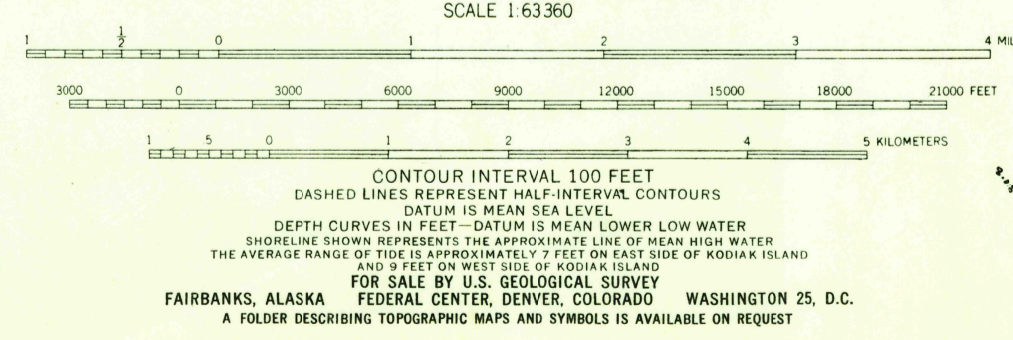 SCALE 1:63360
1 1/2 0 1 2 3 4 MIL
3000 0 3000 6000 9000 12000 15000 18000 21000 FEET
1 5 0 1 2 3 4 5 KILOMETERS
CONTOUR INTERVAL 100 FEET
DASHED LINES REPRESENT HALF-INTERVAL CONTOURS
DATUM IS MEAN SEA LEVEL
DEPTH CURVES IN FEET—DATUM IS MEAN LOWER LOW WATER
SHORELINE SHOWN REPRESENTS THE APPROXIMATE LINE OF MEAN HIGH WATER
THE AVERAGE RANGE OF TIDE IS APPROXIMATELY 7 FEET ON EAST SIDE OF KODIAK ISLAND
AND 9 FEET ON WEST SIDE OF KODIAK ISLAND
FOR SALE BY U.S. GEOLOGICAL SURVEY
FAIRBANKS, ALASKA FEDERAL CENTER, DENVER, COLORADO WASHINGTON 25, D.C.
A FOLDER DESCRIBING TOPOGRAPHIC MAPS AND SYMBOLS IS AVAILABLE ON REQUEST